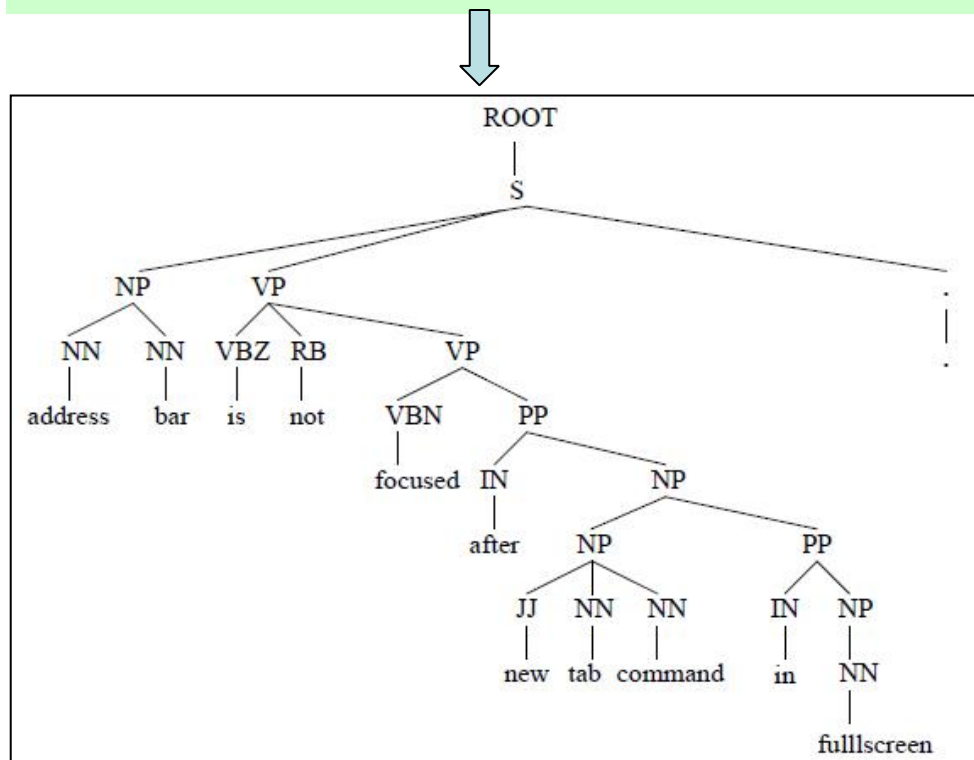 ROOT
S
NP VP .
NN NN VBZ RB VP .
address bar is not VBN PP
focused IN NP
after NP PP
JJ NN NN IN NP
new tab command in NN
fulllscreen